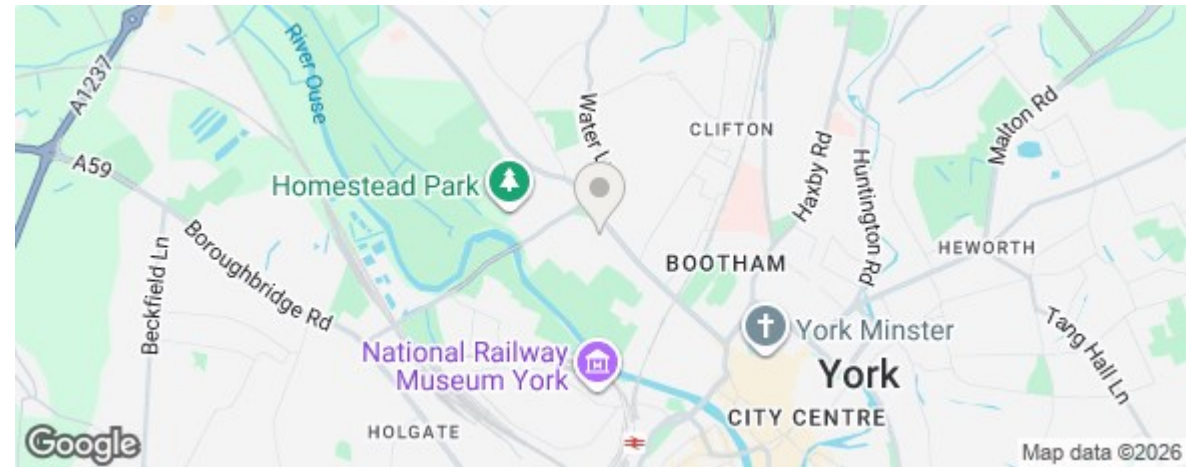 A1237
River Ouse
A59
Water L
CLIFTON
Haxby Rd
Huntington Rd
Malton Rd
Homestead Park
Beckfield Ln
Boroughbridge Rd
BOOTHAM
HEWORTH
National Railway
Museum York
York Minster
York
Tang Hall Ln
CITY CENTRE
HOLGATE
Google
Map data ©2026